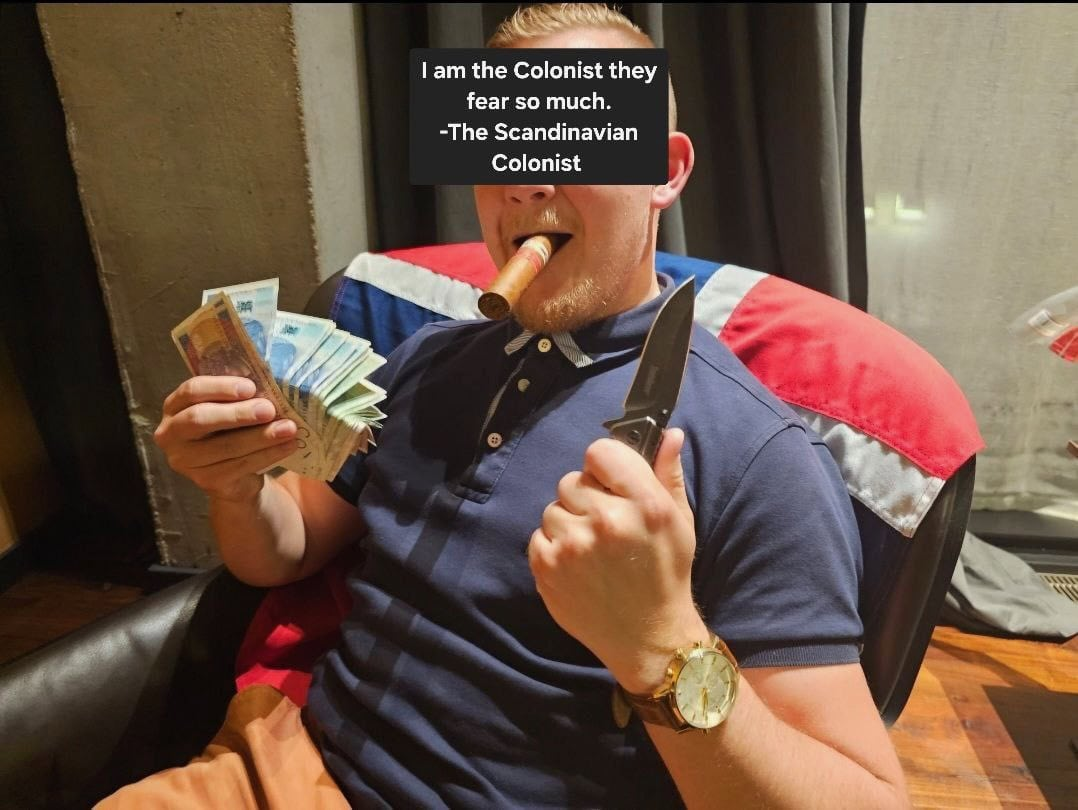 I am the Colonist they
fear so much.
-The Scandinavian
Colonist